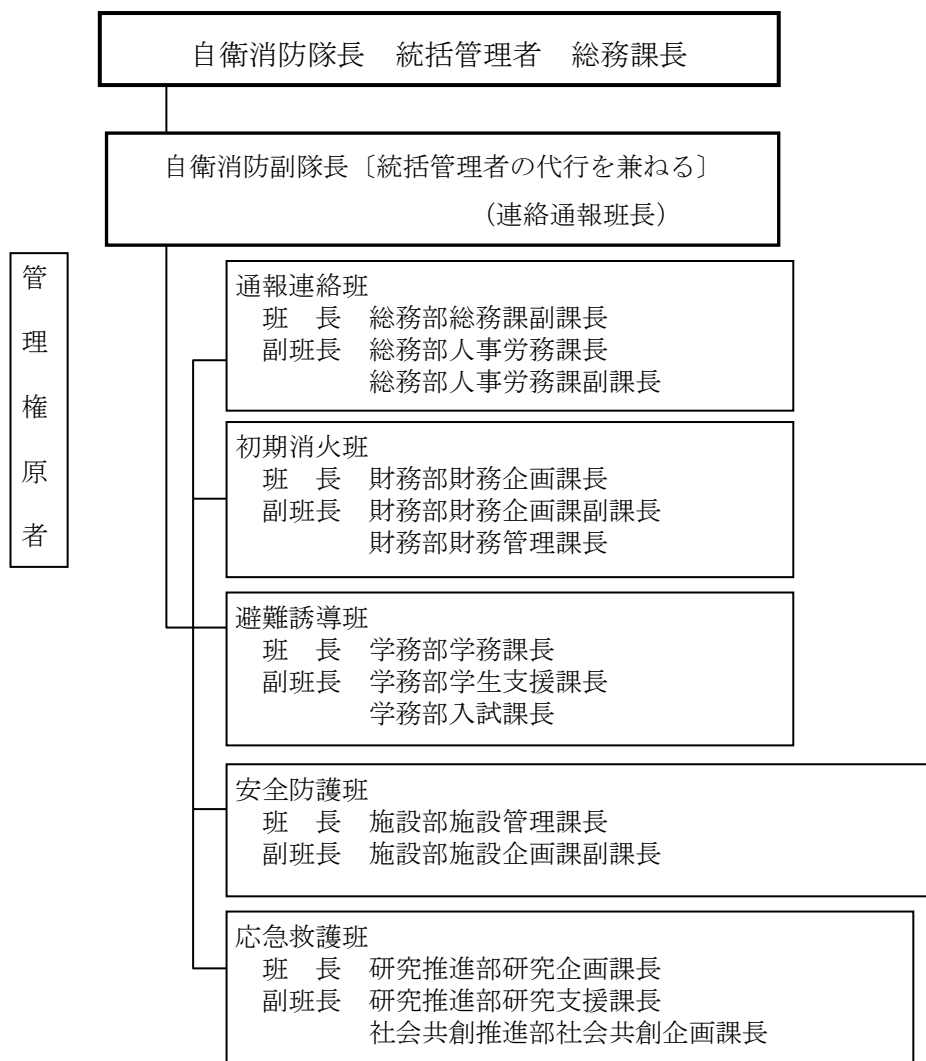 自衛消防隊長　統括管理者　総務課長
自衛消防副隊長〔統括管理者の代行を兼ねる〕
（連絡通報班長）
管理権原者
通報連絡班
班　長　総務部総務課副課長
副班長　総務部人事労務課長
総務部人事労務課副課長
初期消火班
班　長　財務部財務企画課長
副班長　財務部財務企画課副課長
財務部財務管理課長
避難誘導班
班　長　学務部学務課長
副班長　学務部学生支援課長
学務部入試課長
安全防護班
班　長　施設部施設管理課長
副班長　施設部施設企画課副課長
応急救護班
班　長　研究推進部研究企画課長
副班長　研究推進部研究支援課長
社会共創推進部社会共創企画課長